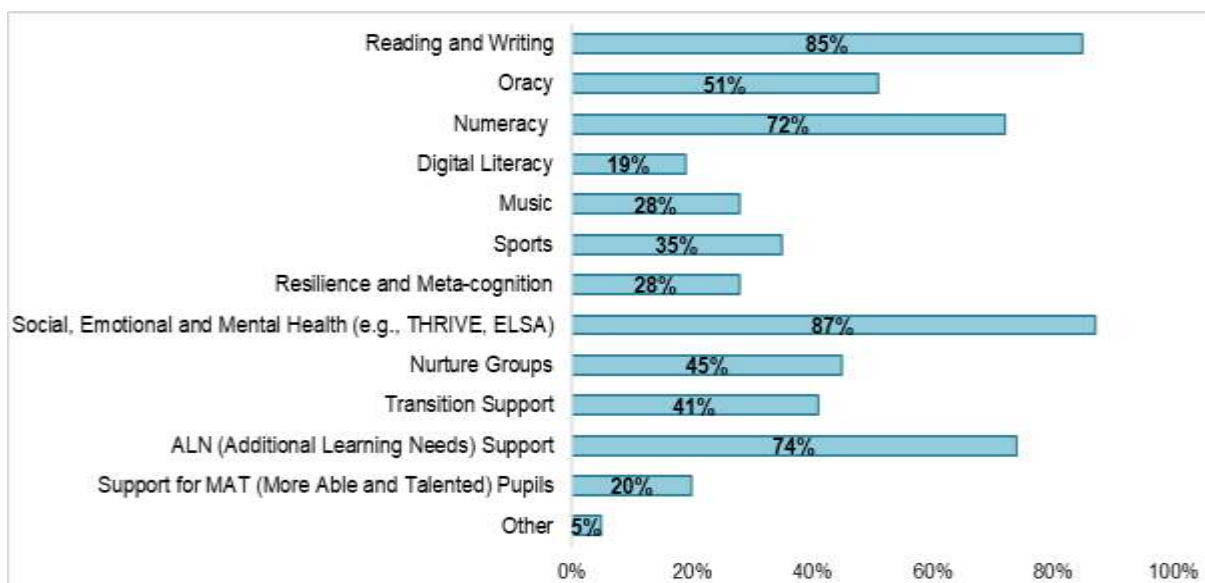 Reading and Writing 85%
Oracy 51%
Numeracy 72%
Digital Literacy 19%
Music 28%
Sports 35%
Resilience and Meta-cognition 28%
Social, Emotional and Mental Health (e.g., THRIVE, ELSA) 87%
Nurture Groups 45%
Transition Support 41%
ALN (Additional Learning Needs) Support 74%
Support for MAT (More Able and Talented) Pupils 20%
Other 5%
0% 20% 40% 60% 80% 100%